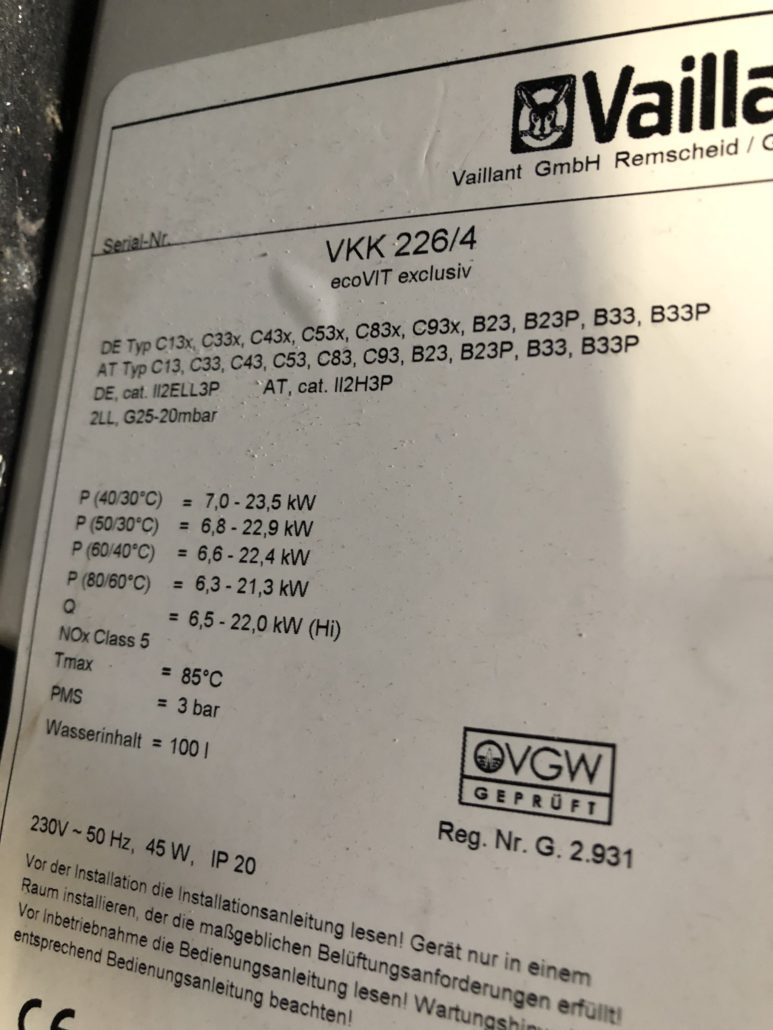 Vailla
Vaillant GmbH Remscheid / G
Serial-Nr.
VKK 226/4
ecoVIT exclusiv
DE Typ C13x, C33x, C43x, C53x, C83x, C93x, B23, B23P, B33, B33P
AT Typ C13, C33, C43, C53, C83, C93, B23, B23P, B33, B33P
DE, cat. II2ELL3P AT, cat. II2H3P
2LL, G25-20mbar
P (40/30°C) = 7,0 - 23,5 kW
P (50/30°C) = 6,8 - 22,9 kW
P (60/40°C) = 6,6 - 22,4 kW
P (80/60°C) = 6,3 - 21,3 kW
Q = 6,5 - 22,0 kW (Hi)
NOx Class 5
Tmax = 85°C
PMS = 3 bar
Wasserinhalt = 100 l
DVGW
GEPRÜFT
Reg. Nr. G. 2.931
230V ~ 50 Hz, 45 W, IP 20
Vor der Installation die Installationsanleitung lesen! Gerät nur in einem
Raum installieren, der die maßgeblichen Belüftungsanforderungen erfüllt!
Vor Inbetriebnahme die Bedienungsanleitung lesen! Wartungshin
entsprechend Bedienungsanleitung beachten!
CE